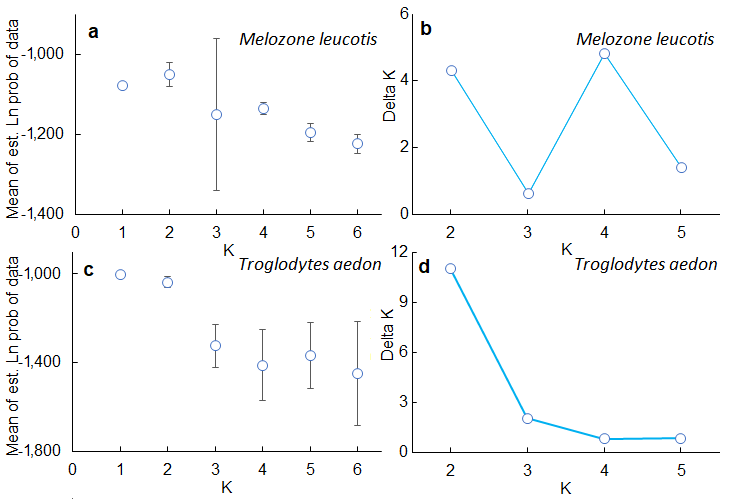 a
Melozone leucotis
Mean of est. Ln prob of data
-1,000
-1,200
-1,400
0 1 2 3 4 5 6
K
b
Melozone leucotis
Delta K
6
4
2
0
2 3 4 5
K
c
Troglodytes aedon
Mean of est. Ln prob of data
-1,000
-1,400
-1,800
0 1 2 3 4 5 6
K
d
Troglodytes aedon
Delta K
12
9
6
3
0
2 3 4 5
K